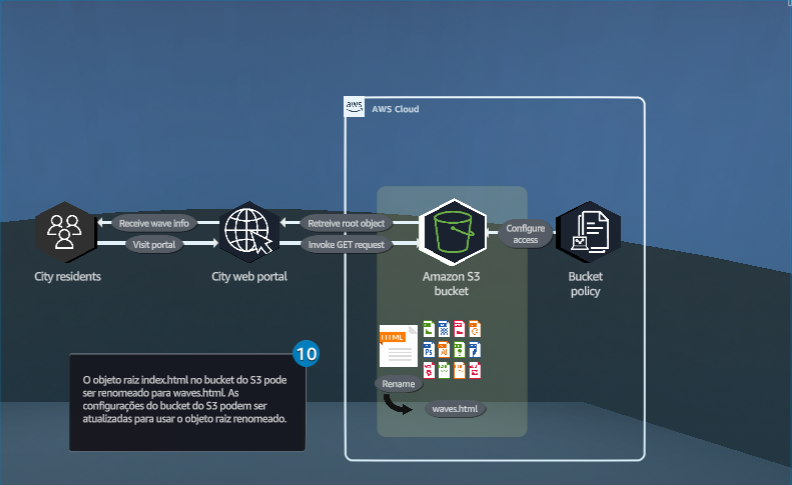 aws
AWS Cloud
Receive wave info
Retreive root object
Visit portal
Invoke GET request
Configure
access
City residents
City web portal
Amazon S3
bucket
Bucket
policy
HTML
Ps
Ai
Rename
waves.html
10
O objeto raiz index.html no bucket do S3 pode
ser renomeado para waves.html. As
configurações do bucket do S3 podem ser
atualizadas para usar o objeto raiz renomeado.